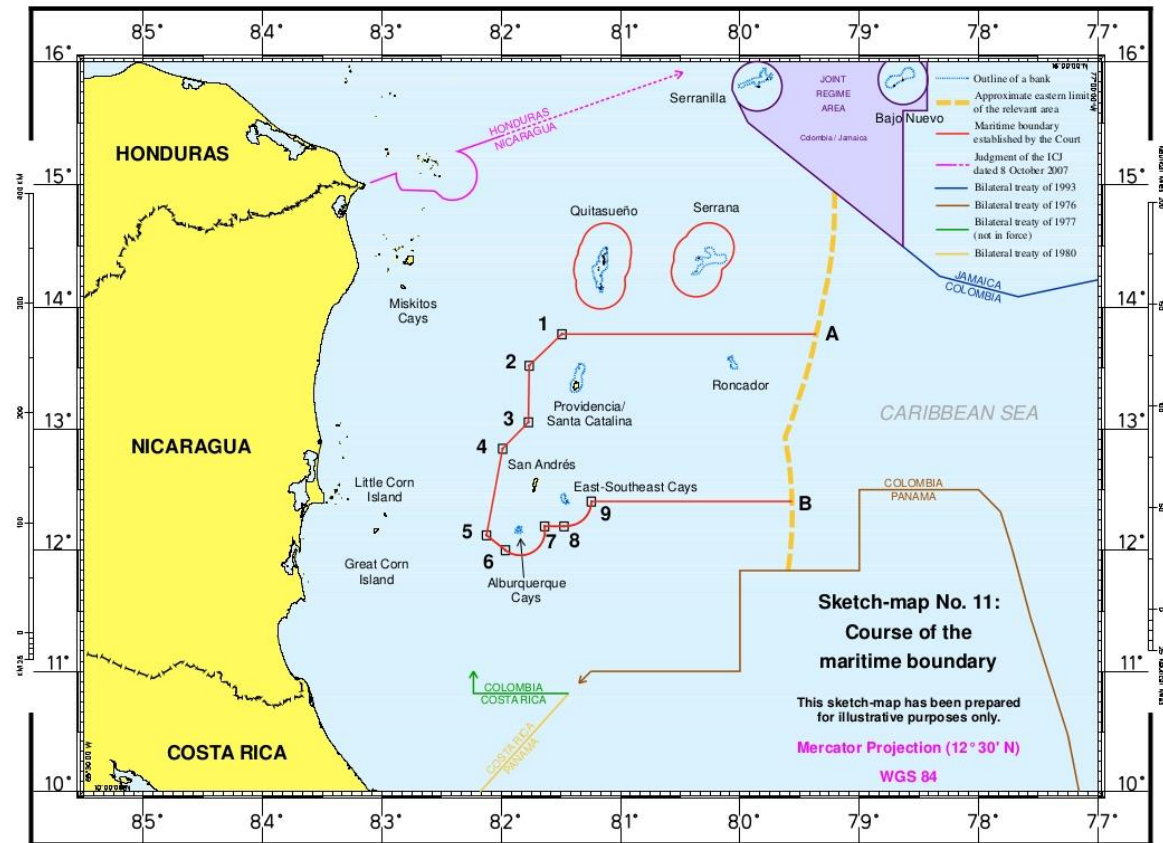 85° 84° 83° 82° 81° 80° 79° 78° 77°
16° 16°
15° 15°
14° 14°
13° 13°
12° 12°
11° 11°
10° 10°
HONDURAS
NICARAGUA
COSTA RICA
HONDURAS
NICARAGUA
Serranilla
JOINT
REGIME
AREA
Colombia / Jamaica
Bajo Nuevo
Outline of a bank
Approximate eastern limit
of the relevant area
Maritime boundary
established by the Court
Judgment of the ICJ
dated 8 October 2007
Bilateral treaty of 1993
Bilateral treaty of 1976
Bilateral treaty of 1977
(not in force)
Bilateral treaty of 1980
JAMAICA
COLOMBIA
Quitasueño
Serrana
Miskitos
Cays
1
A
2
Roncador
Providencia/
Santa Catalina
3
CARIBBEAN SEA
4
San Andrés
Little Corn
Island
East-Southeast Cays
COLOMBIA
PANAMA
9
B
5
7
8
6
Great Corn
Island
Alburquerque
Cays
COLOMBIA
COSTA RICA
COSTA RICA
PANAMA
Sketch-map No. 11:
Course of the
maritime boundary
This sketch-map has been prepared
for illustrative purposes only.
Mercator Projection (12° 30' N)
WGS 84
85° 84° 83° 82° 81° 80° 79° 78° 77°